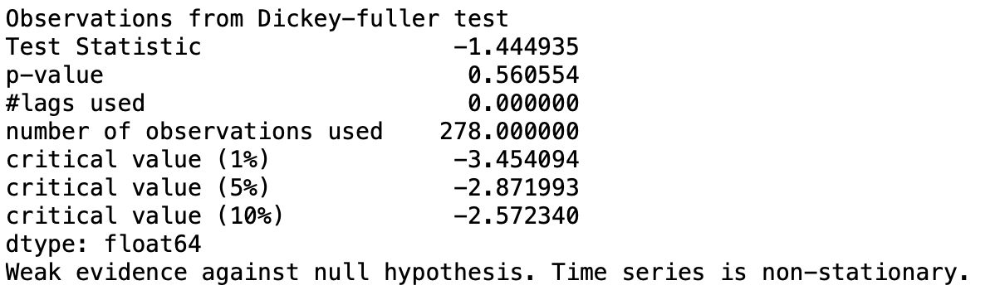 Observations from Dickey-fuller test
Test Statistic -1.444935
p-value 0.560554
#lags used 0.000000
number of observations used 278.000000
critical value (1%) -3.454094
critical value (5%) -2.871993
critical value (10%) -2.572340
dtype: float64
Weak evidence against null hypothesis. Time series is non-stationary.